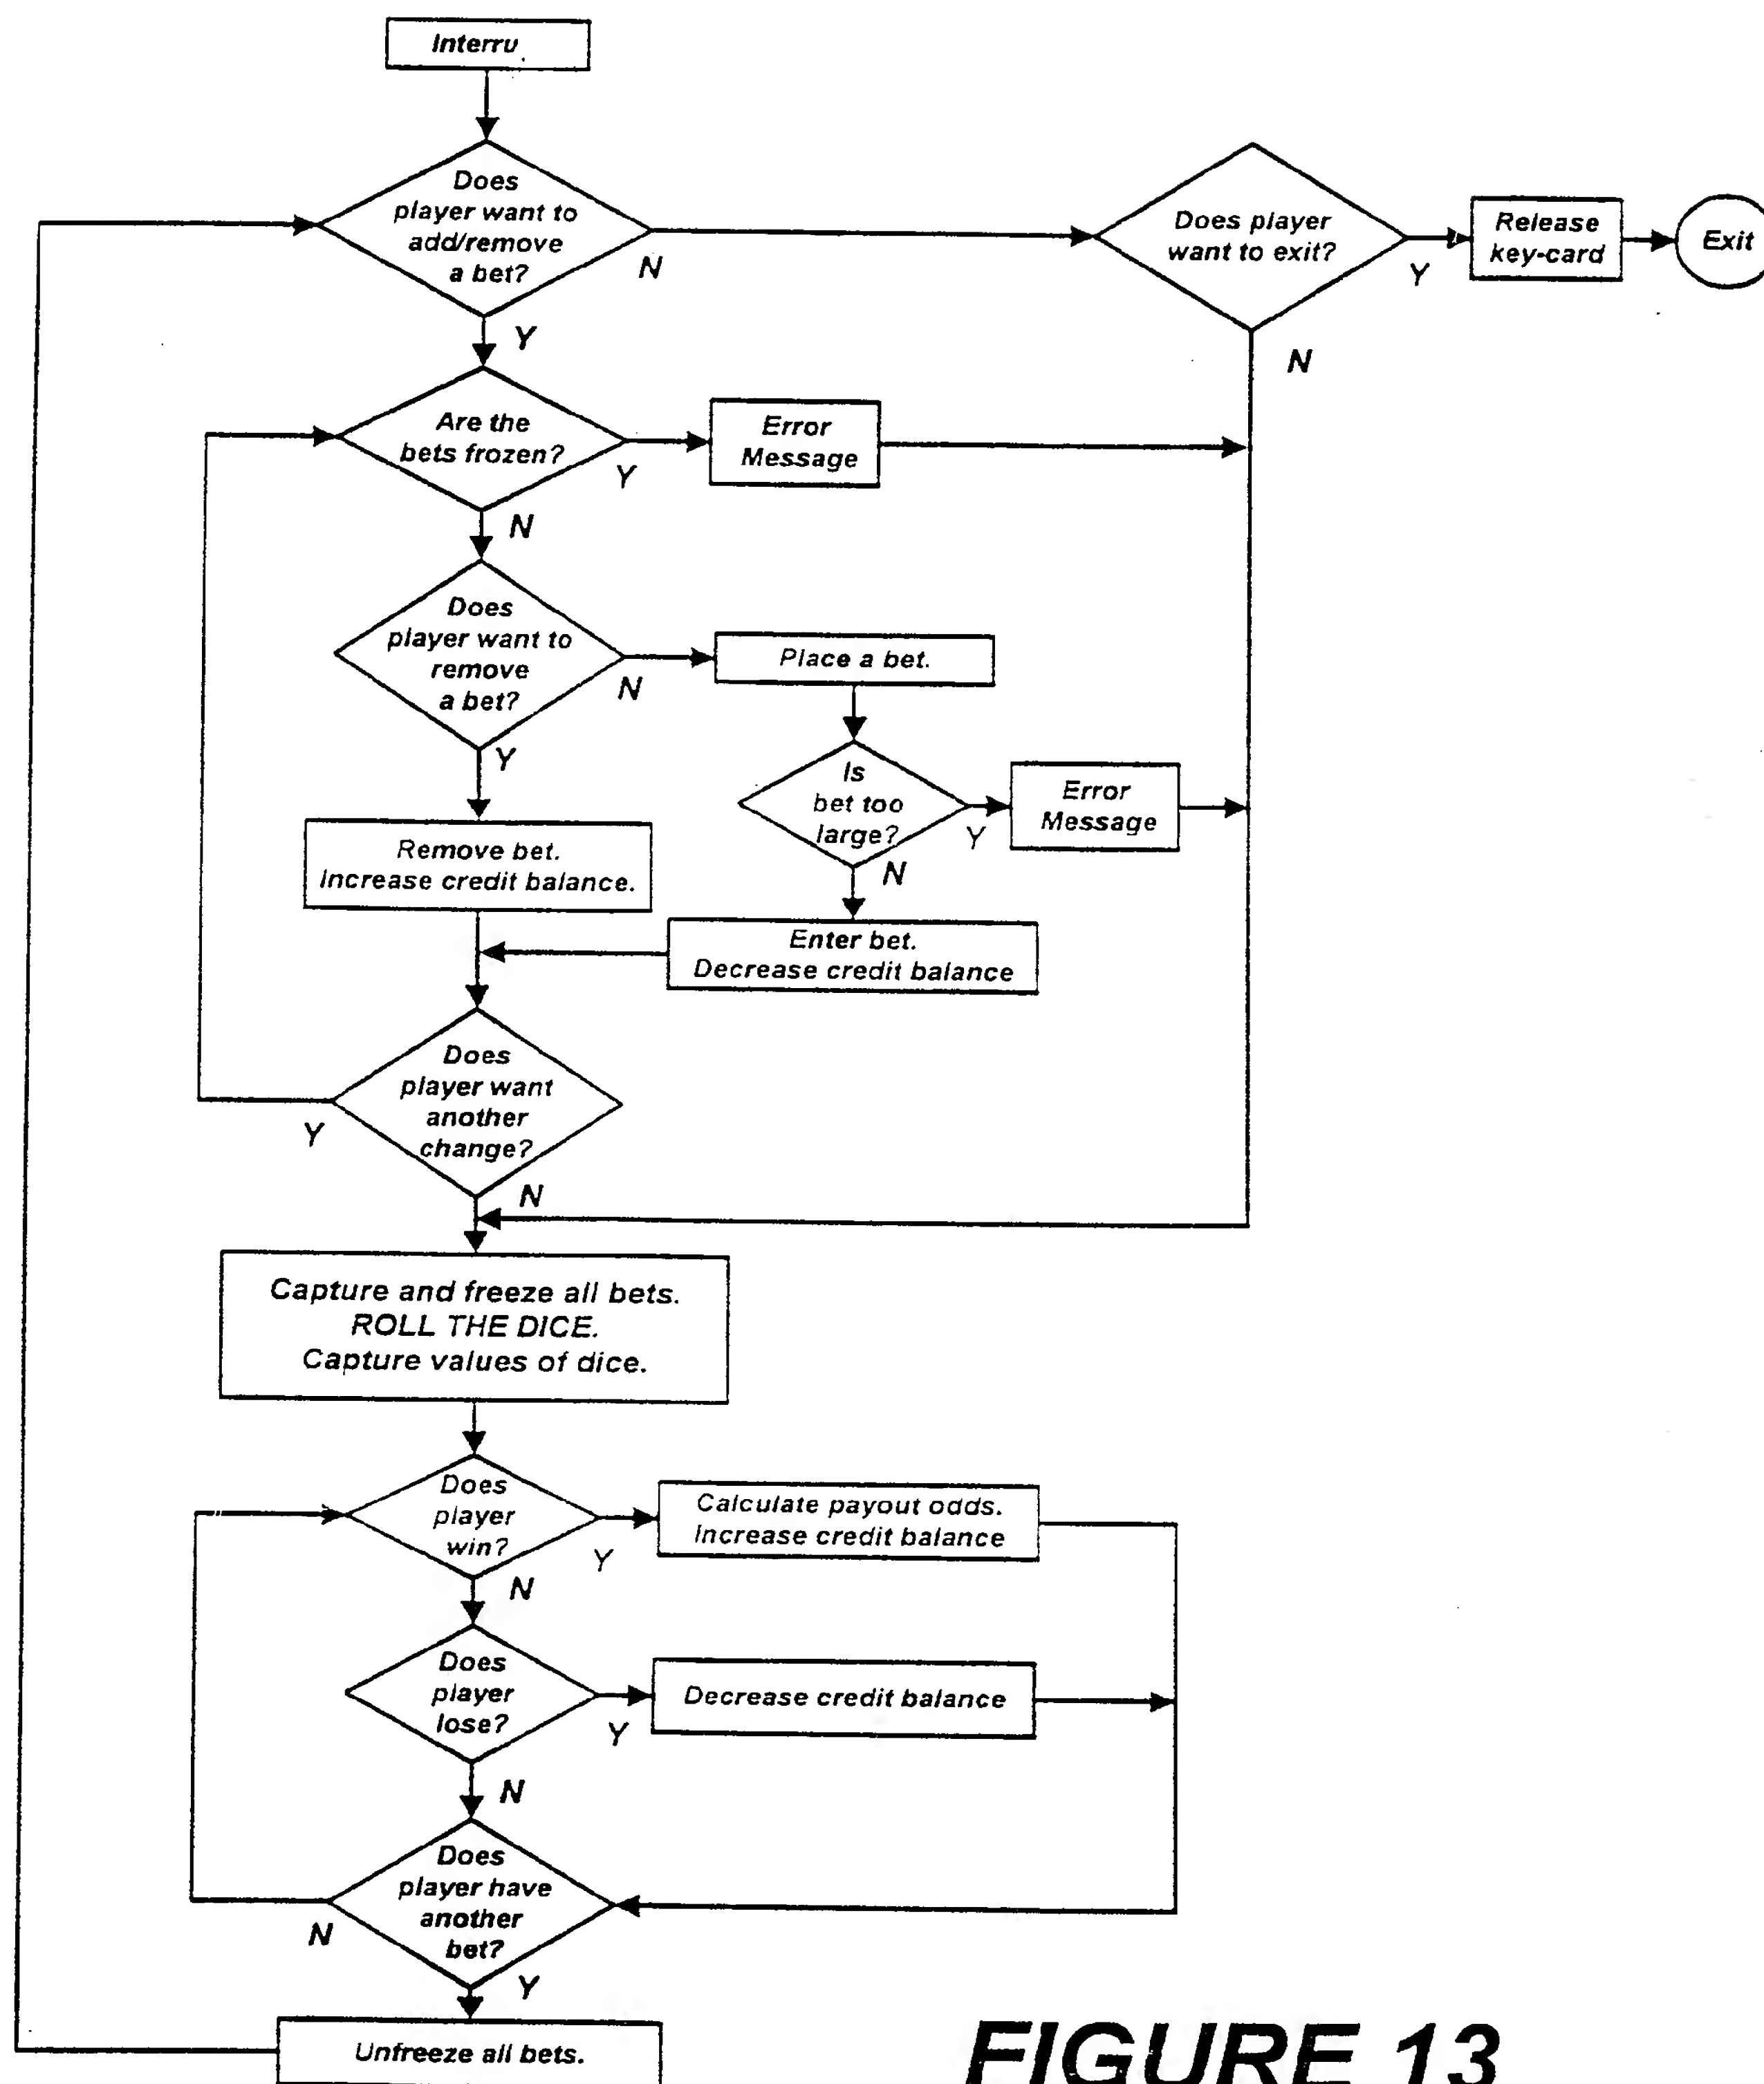 Interru
Does
player want to
add/remove
a bet?
N
Y
Does player
want to exit?
Y
N
Release
key-card
Exit
Are the
bets frozen?
Y
N
Error
Message
Does
player want to
remove
a bet?
N
Y
Place a bet.
Is
bet too
large?
Y
N
Error
Message
Remove bet.
Increase credit balance.
Enter bet.
Decrease credit balance
Does
player want
another
change?
Y
N
Capture and freeze all bets.
ROLL THE DICE.
Capture values of dice.
Does
player
win?
Y
N
Calculate payout odds.
Increase credit balance
Does
player
lose?
Y
N
Decrease credit balance
Does
player have
another
bet?
N
Y
Unfreeze all bets.
FIGURE 13